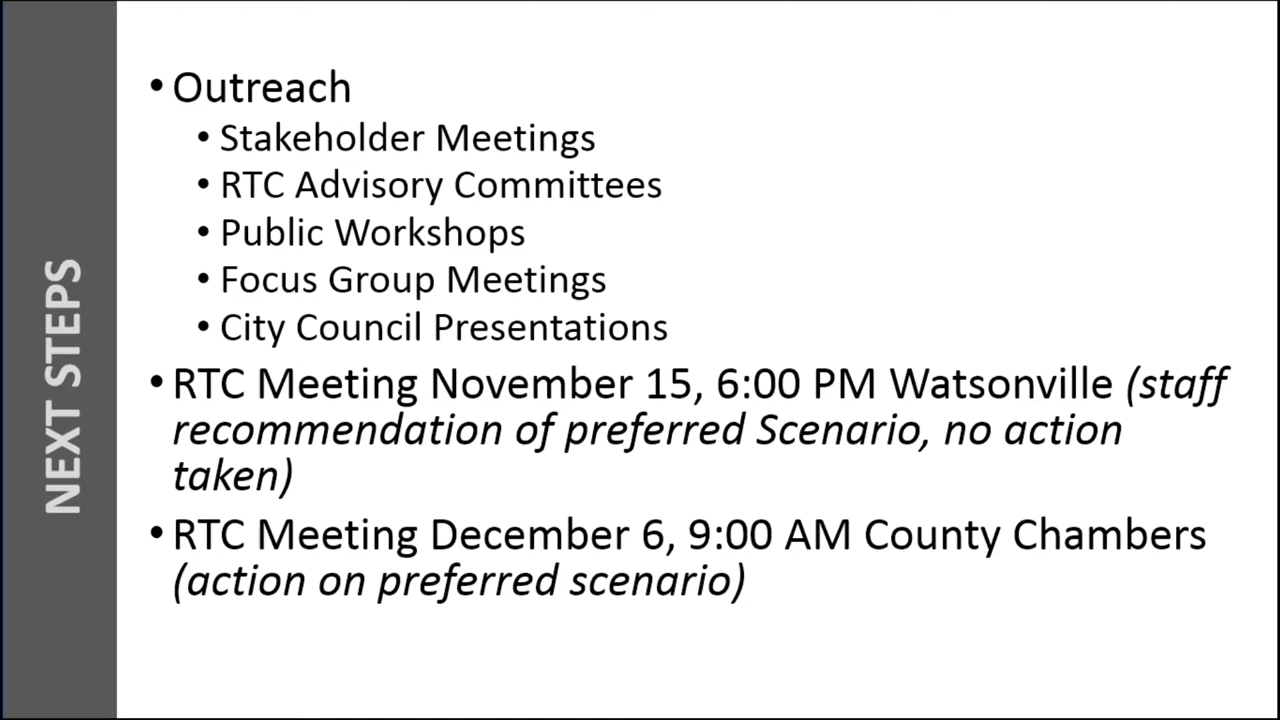 NEXT STEPS
• Outreach
• Stakeholder Meetings
• RTC Advisory Committees
• Public Workshops
• Focus Group Meetings
• City Council Presentations
• RTC Meeting November 15, 6:00 PM Watsonville (staff
recommendation of preferred Scenario, no action
taken)
• RTC Meeting December 6, 9:00 AM County Chambers
(action on preferred scenario)